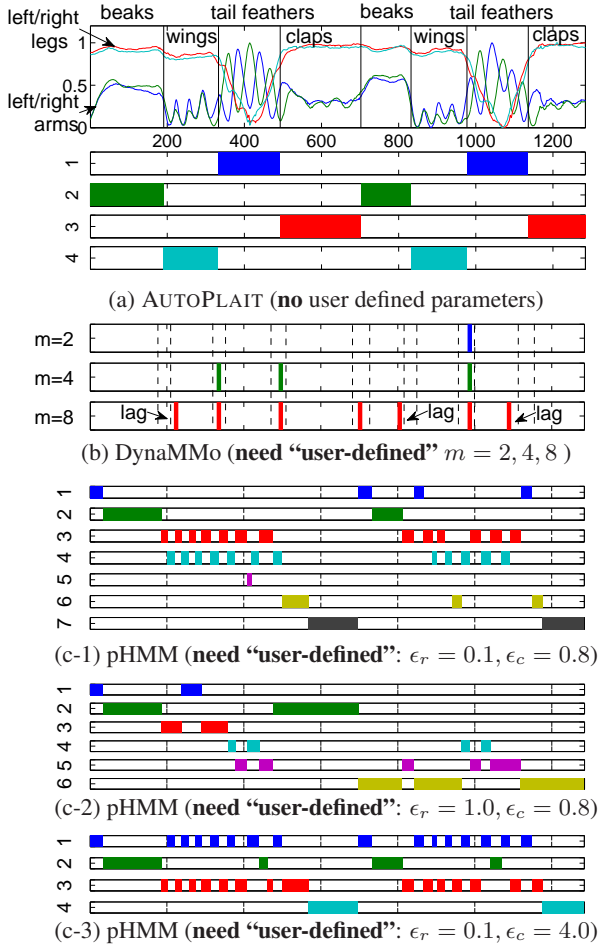 beaks tail feathers beaks tail feathers
left/right legs wings claps wings claps
1
0.5
left/right arms
0
200 400 600 800 1000 1200
1
2
3
4
(a) AUTOPLAIT (no user defined parameters)
m=2
m=4
m=8 lag lag lag
(b) DynaMMo (need “user-defined” m = 2, 4, 8 )
1
2
3
4
5
6
7
(c-1) pHMM (need “user-defined”: ϵr = 0.1, ϵc = 0.8)
1
2
3
4
5
6
(c-2) pHMM (need “user-defined”: ϵr = 1.0, ϵc = 0.8)
1
2
3
4
(c-3) pHMM (need “user-defined”: ϵr = 0.1, ϵc = 4.0)